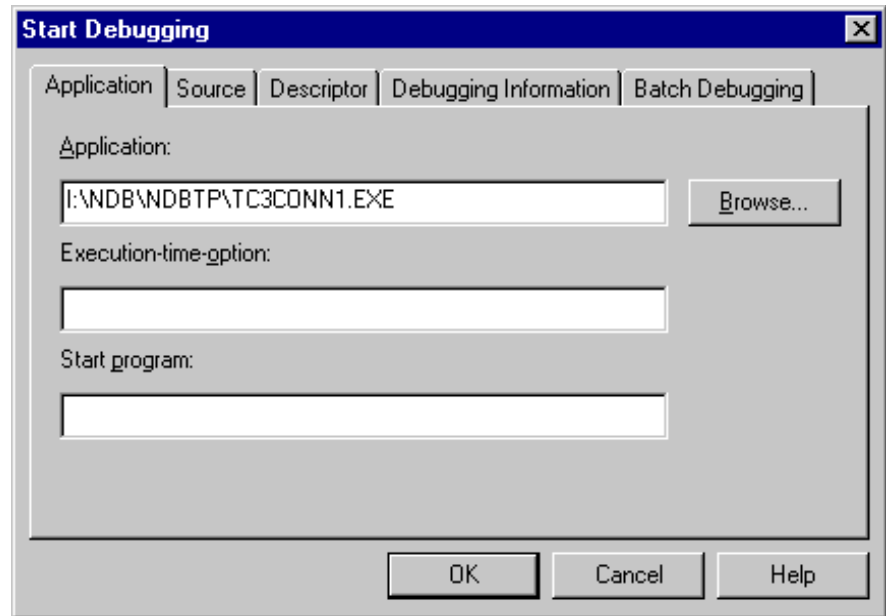 Start Debugging
Application Source Descriptor Debugging Information Batch Debugging
Application:
I:\NDB\NDBTP\TC3CONN1.EXE
Browse...
Execution-time-option:
Start program:
OK Cancel Help